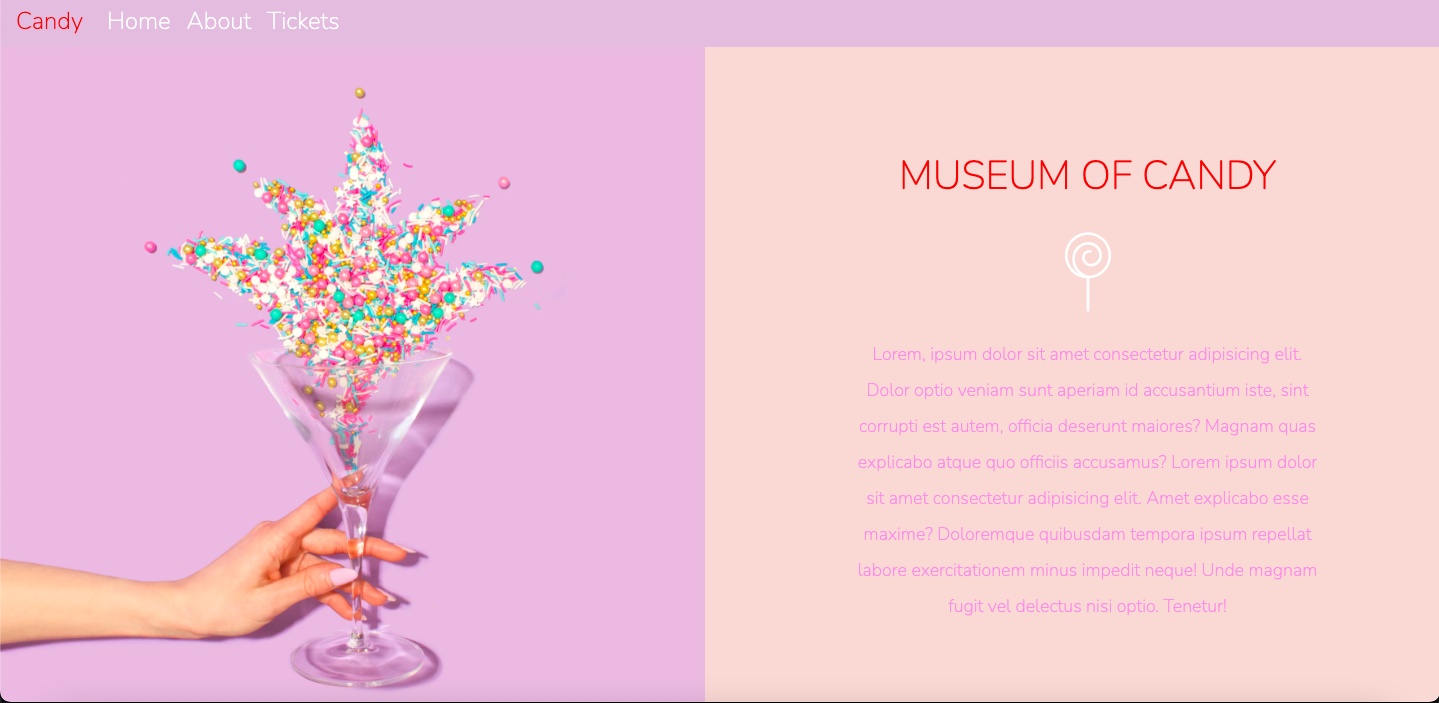 Candy Home About Tickets
MUSEUM OF CANDY
Lorem, ipsum dolor sit amet consectetur adipisicing elit.
Dolor optio veniam sunt aperiam id accusantium iste, sint
corrupti est autem, officia deserunt maiores? Magnam quas
explicabo atque quo officiis accusamus? Lorem ipsum dolor
sit amet consectetur adipisicing elit. Amet explicabo esse
maxime? Doloremque quibusdam tempora ipsum repellat
labore exercitationem minus impedit neque! Unde magnam
fugit vel delectus nisi optio. Tenetur!